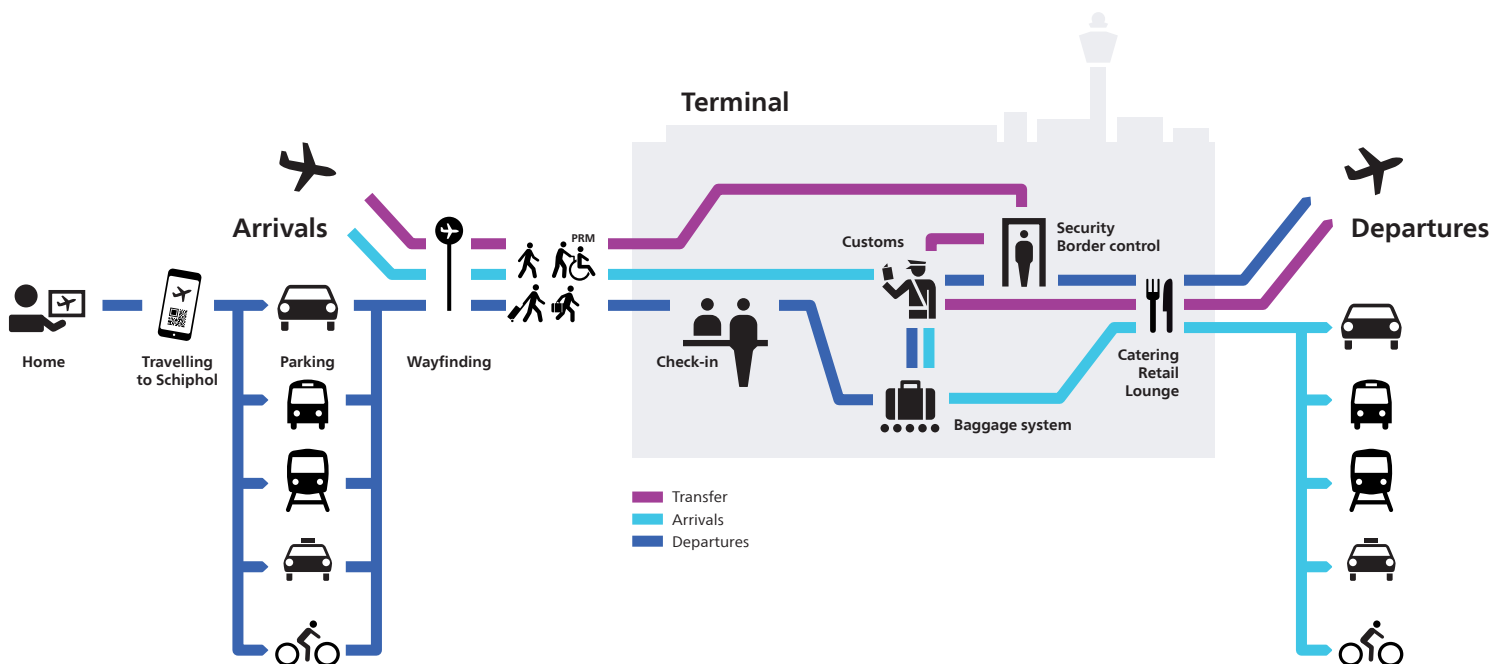 Terminal
Arrivals
Departures
PRM
Customs
Security
Border control
Home
Travelling
to Schiphol
Parking
Wayfinding
Check-in
Catering
Retail
Lounge
Baggage system
Transfer
Arrivals
Departures